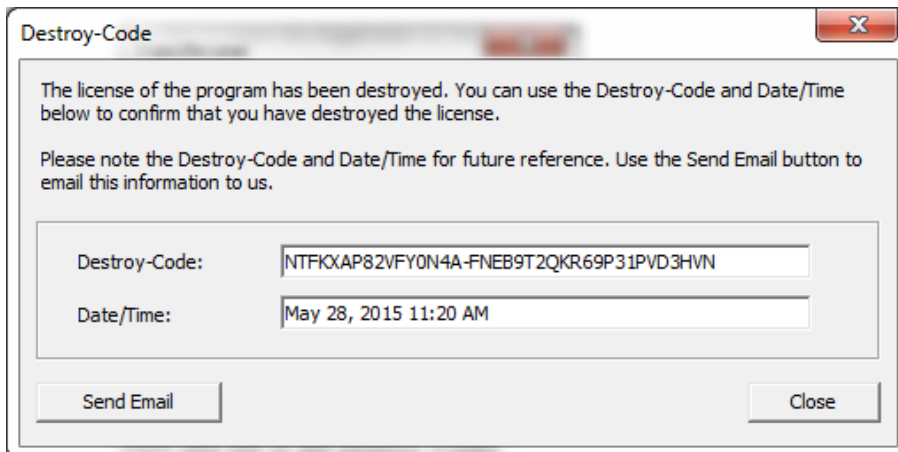 Destroy-Code
The license of the program has been destroyed. You can use the Destroy-Code and Date/Time
below to confirm that you have destroyed the license.
Please note the Destroy-Code and Date/Time for future reference. Use the Send Email button to
email this information to us.
Destroy-Code: NTFKXAP82VFY0N4A-FNEB9T2QKR69P31PVD3HVN
Date/Time: May 28, 2015 11:20 AM
Send Email Close